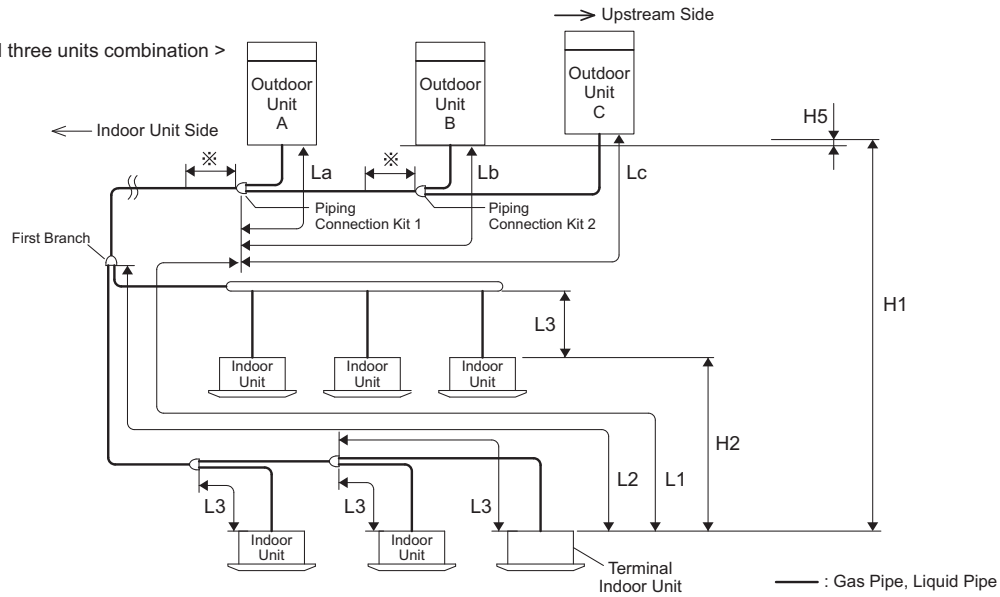 Upstream Side
three units combination >
Outdoor
Unit
A
Outdoor
Unit
B
Outdoor
Unit
C
H5
Indoor Unit Side
※
La
※
Lb
Lc
Piping
Connection Kit 1
Piping
Connection Kit 2
First Branch
H1
L3
Indoor
Unit
Indoor
Unit
Indoor
Unit
H2
L2
L1
L3
L3
L3
Indoor
Unit
Indoor
Unit
Terminal
Indoor Unit
: Gas Pipe, Liquid Pipe